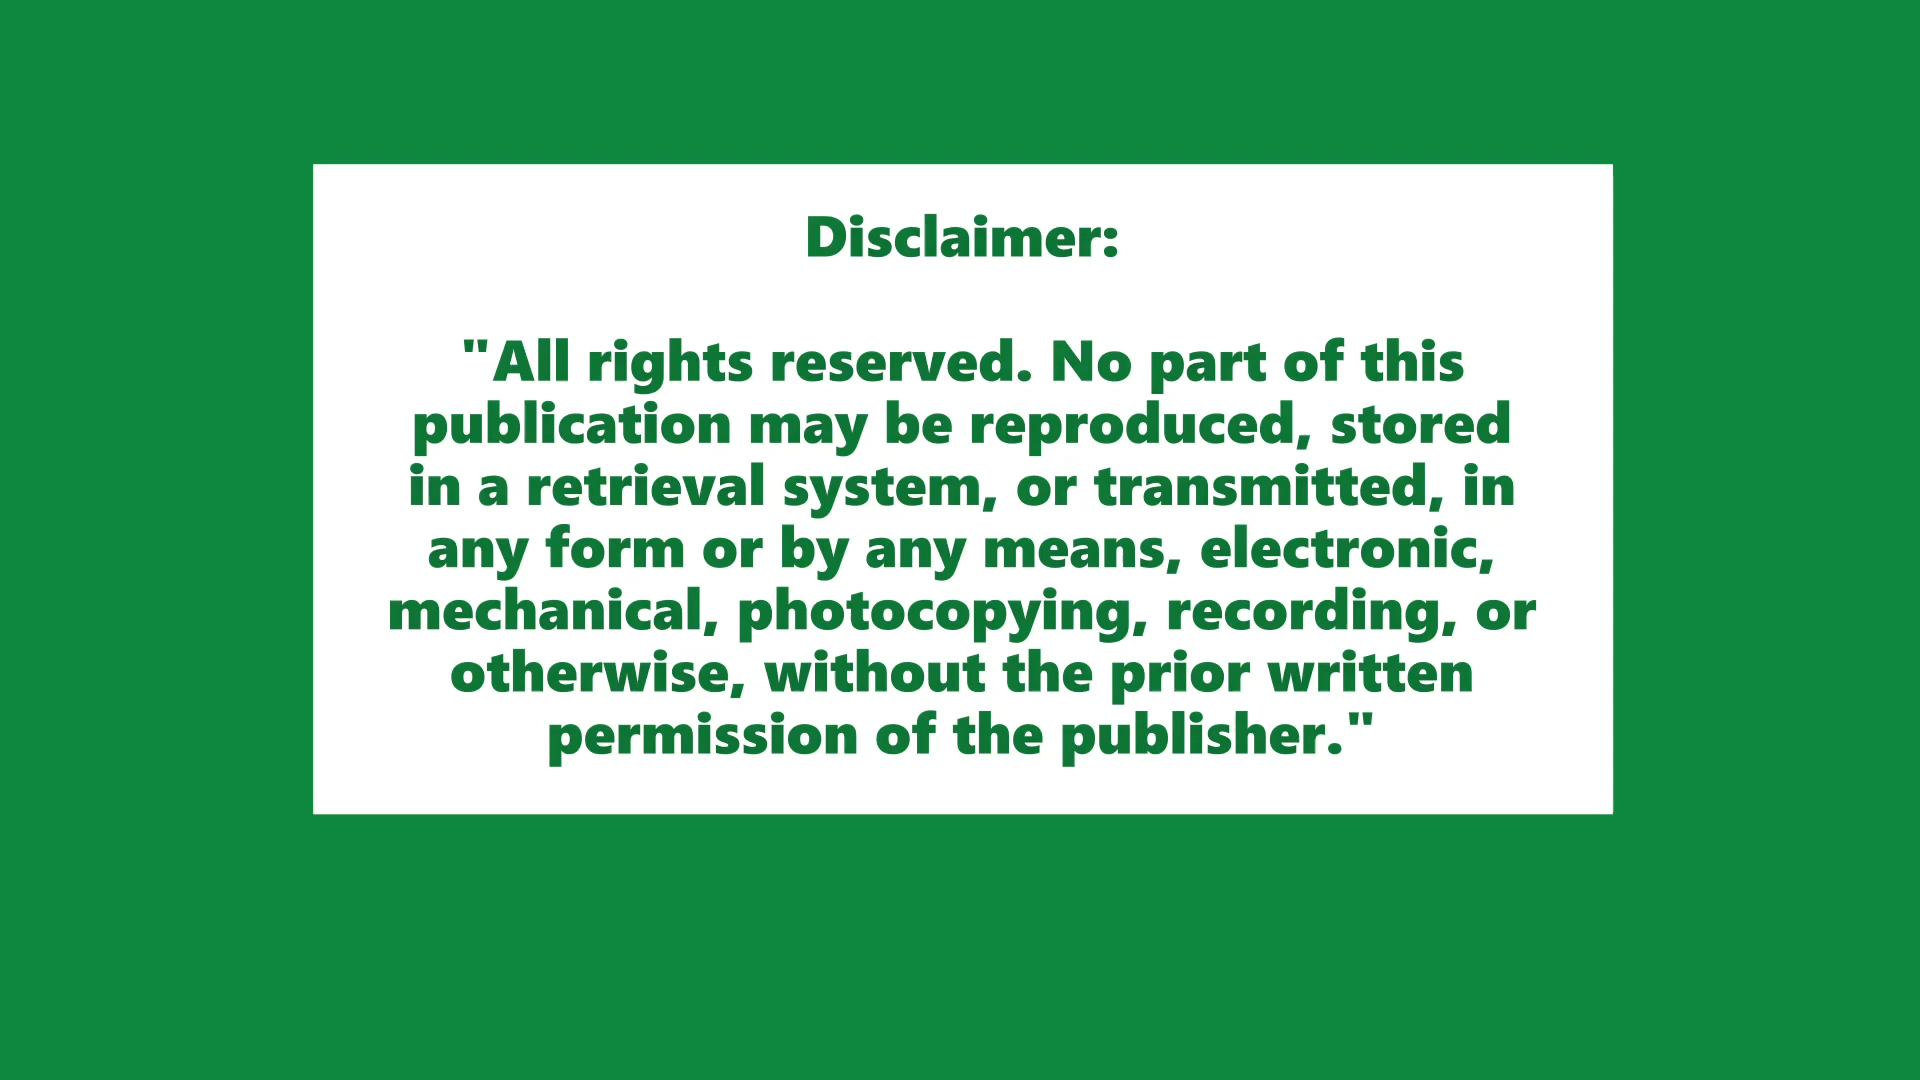 Disclaimer:
"All rights reserved. No part of this
publication may be reproduced, stored
in a retrieval system, or transmitted, in
any form or by any means, electronic,
mechanical, photocopying, recording, or
otherwise, without the prior written
permission of the publisher."